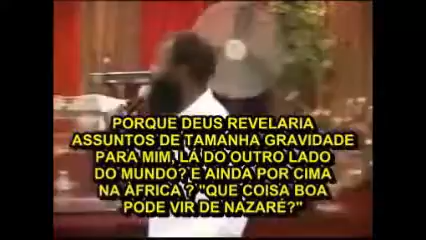 PORQUE DEUS REVELARIA
ASSUNTOS DE TAMANHA GRAVIDADE
PARA MIM, LÁ DO OUTRO LADO
DO MUNDO? E AINDA POR CIMA
NA ÀFRICA ? "QUE COISA BOA
PODE VIR DE NAZARÉ?"